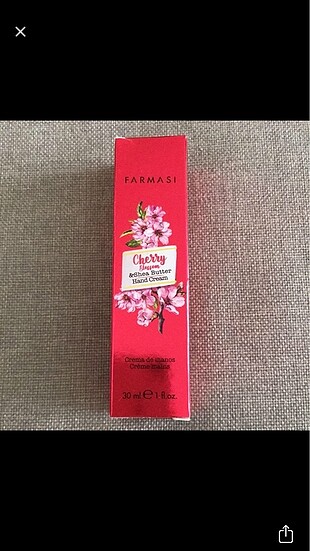 FARMASI
Cherry
Blossom
&Shea Butter
Hand Cream
Crema de manos
Crème mains
30 ml e 1 fl.oz.